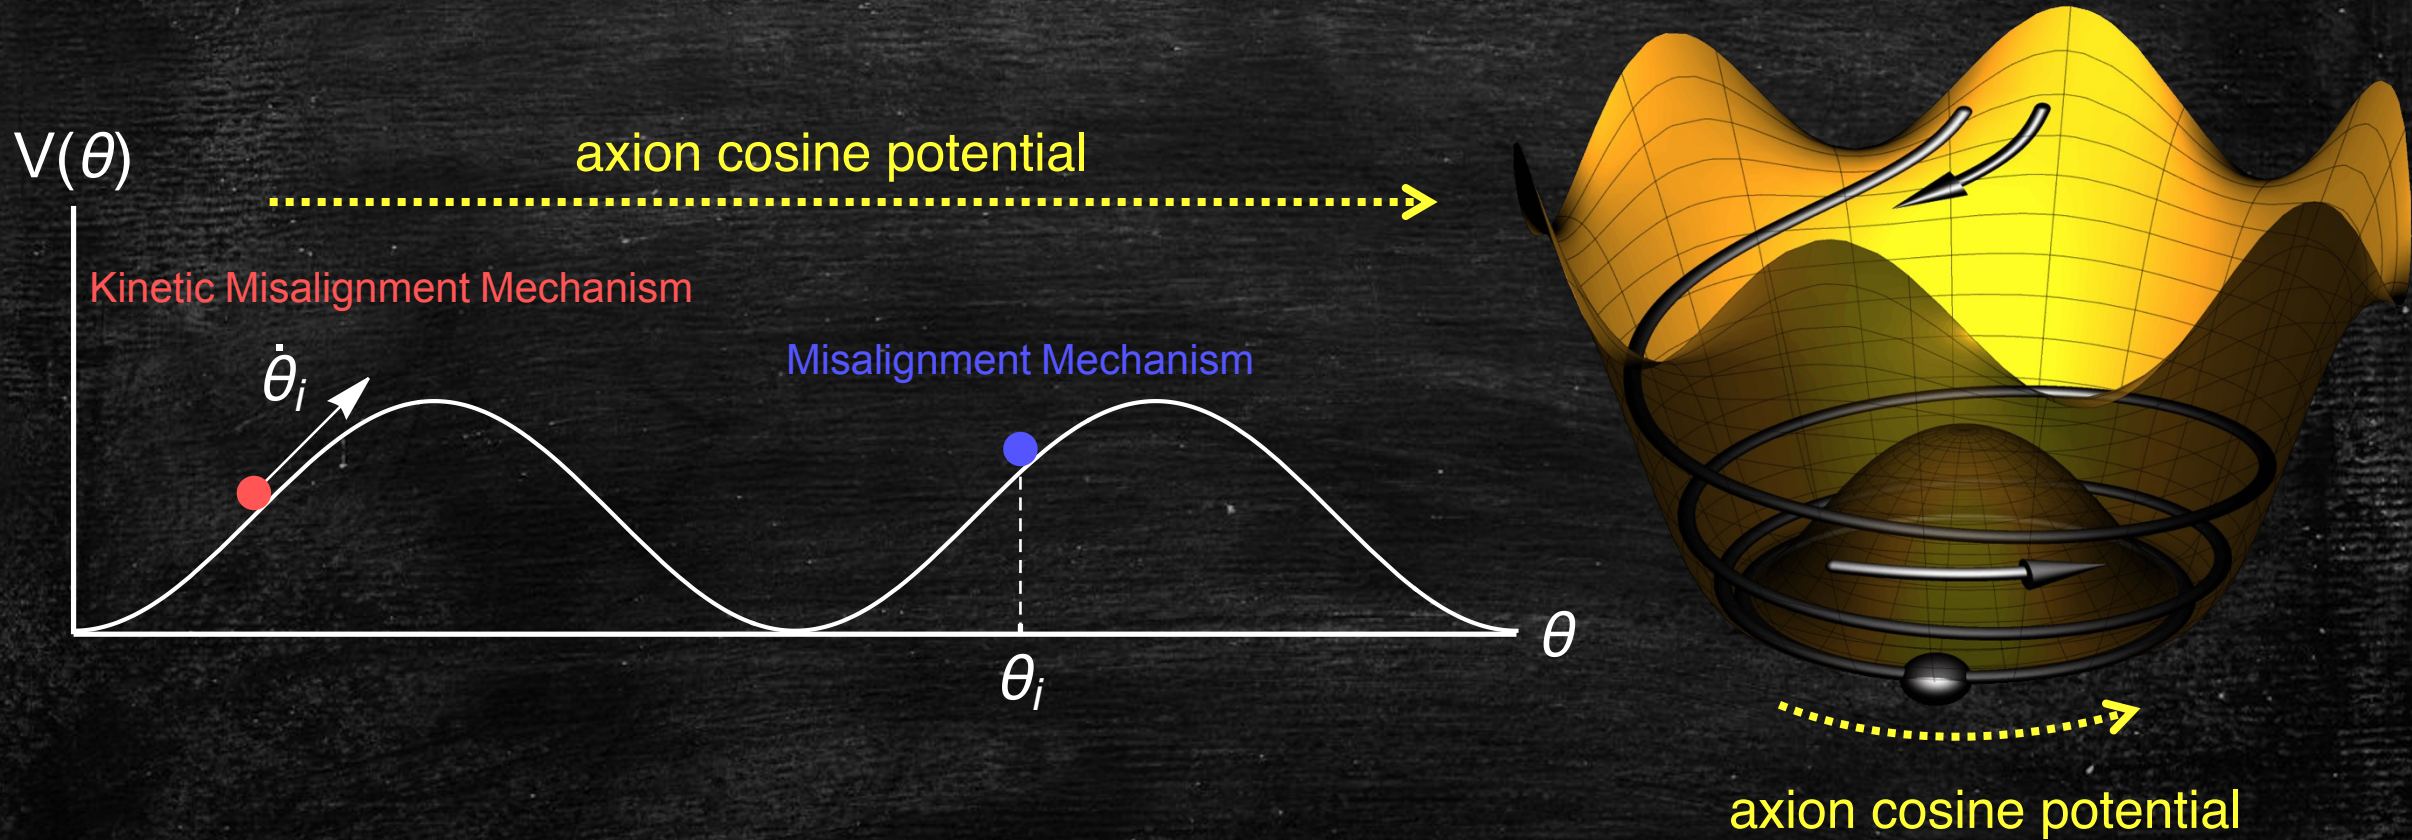 V(θ)
axion cosine potential
Kinetic Misalignment Mechanism
θ̇ᵢ
Misalignment Mechanism
θ
θᵢ
axion cosine potential